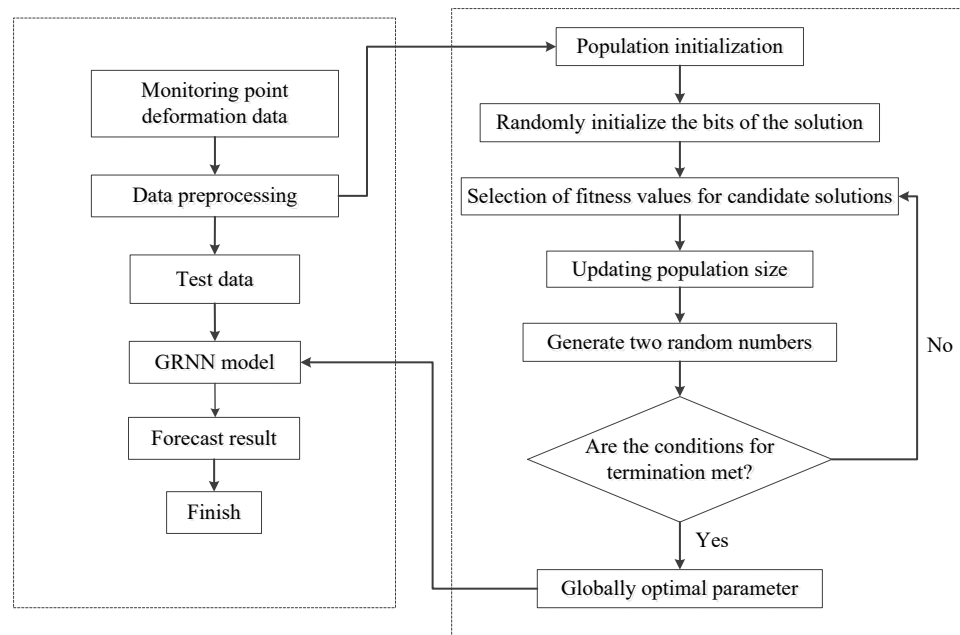 Monitoring point
deformation data
Data preprocessing
Test data
GRNN model
Forecast result
Finish
Population initialization
Randomly initialize the bits of the solution
Selection of fitness values for candidate solutions
Updating population size
Generate two random numbers
No
Are the conditions for
termination met?
Yes
Globally optimal parameter